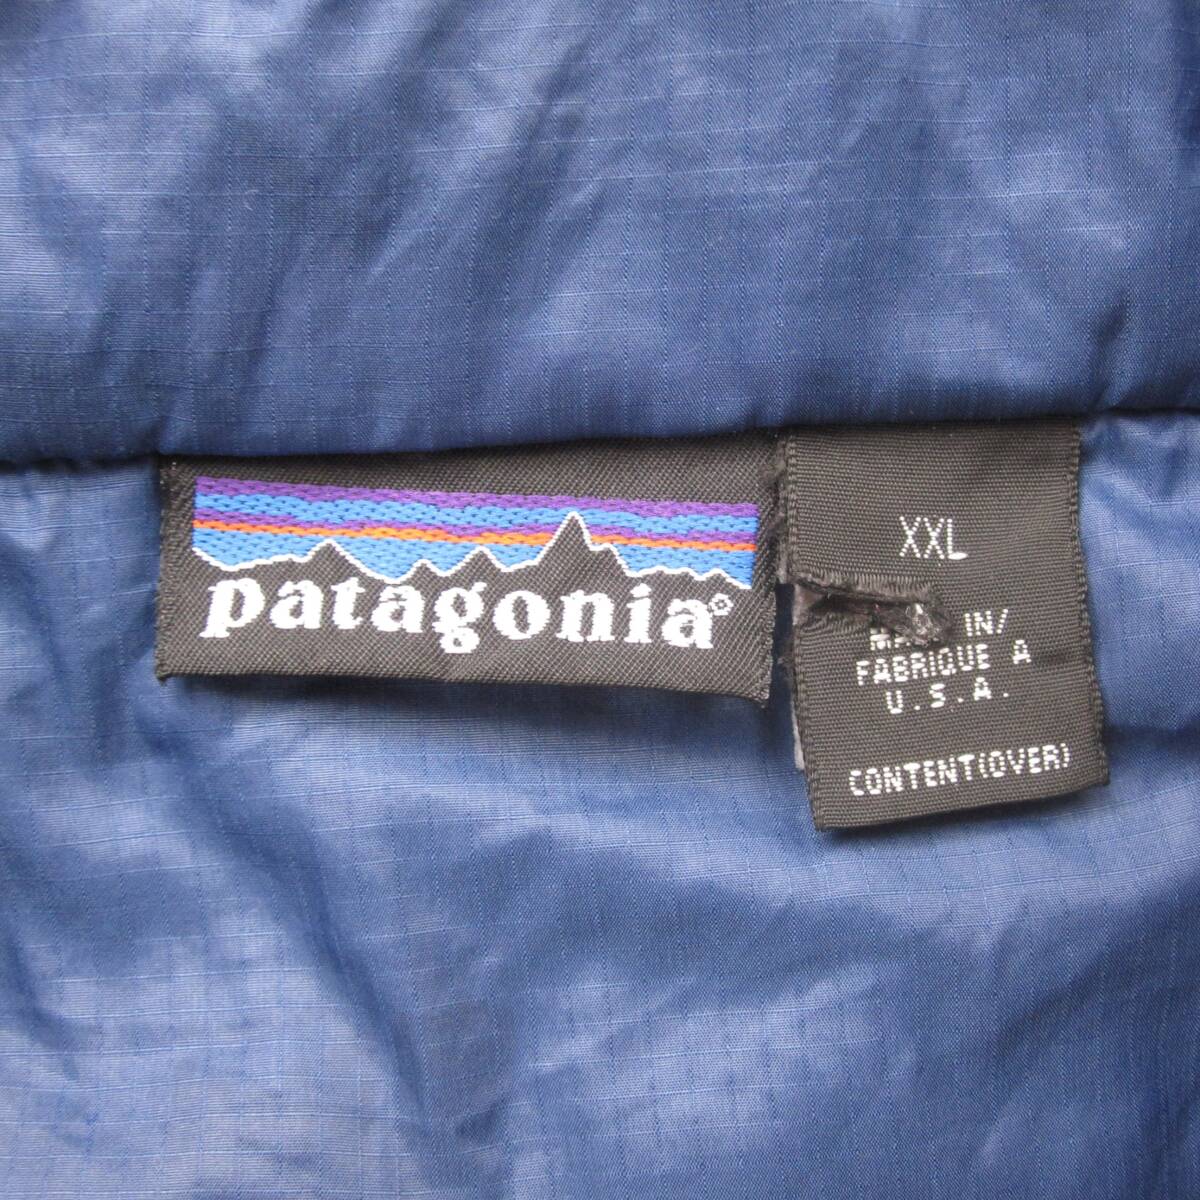 patagonia®
XXL
IN/
FABRIQUE A
U.S.A.
CONTENT(OVER)